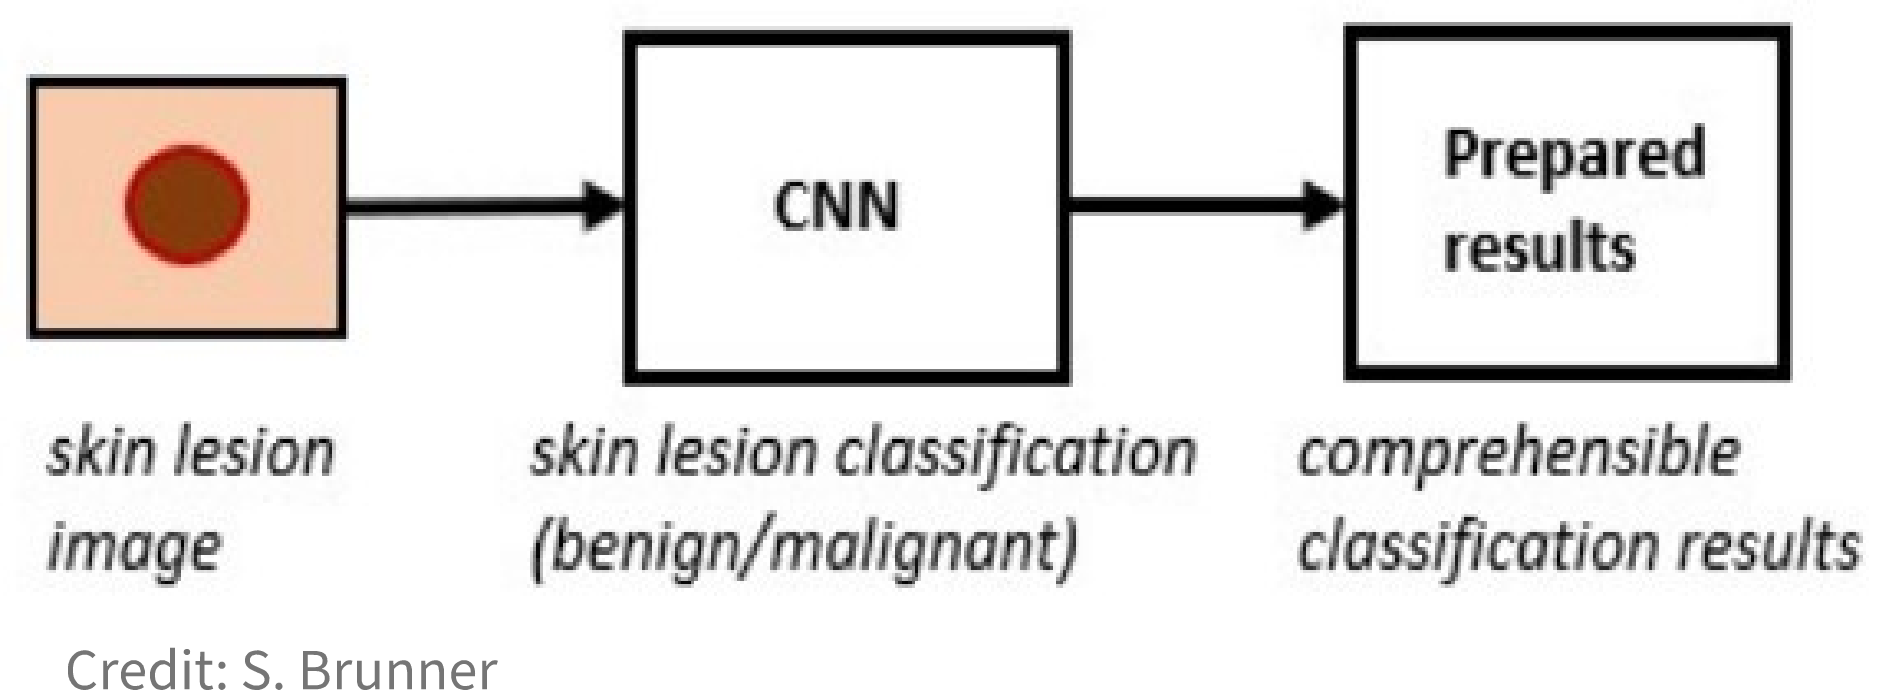 CNN
Prepared
results
skin lesion
image
skin lesion classification
(benign/malignant)
comprehensible
classification results
Credit: S. Brunner